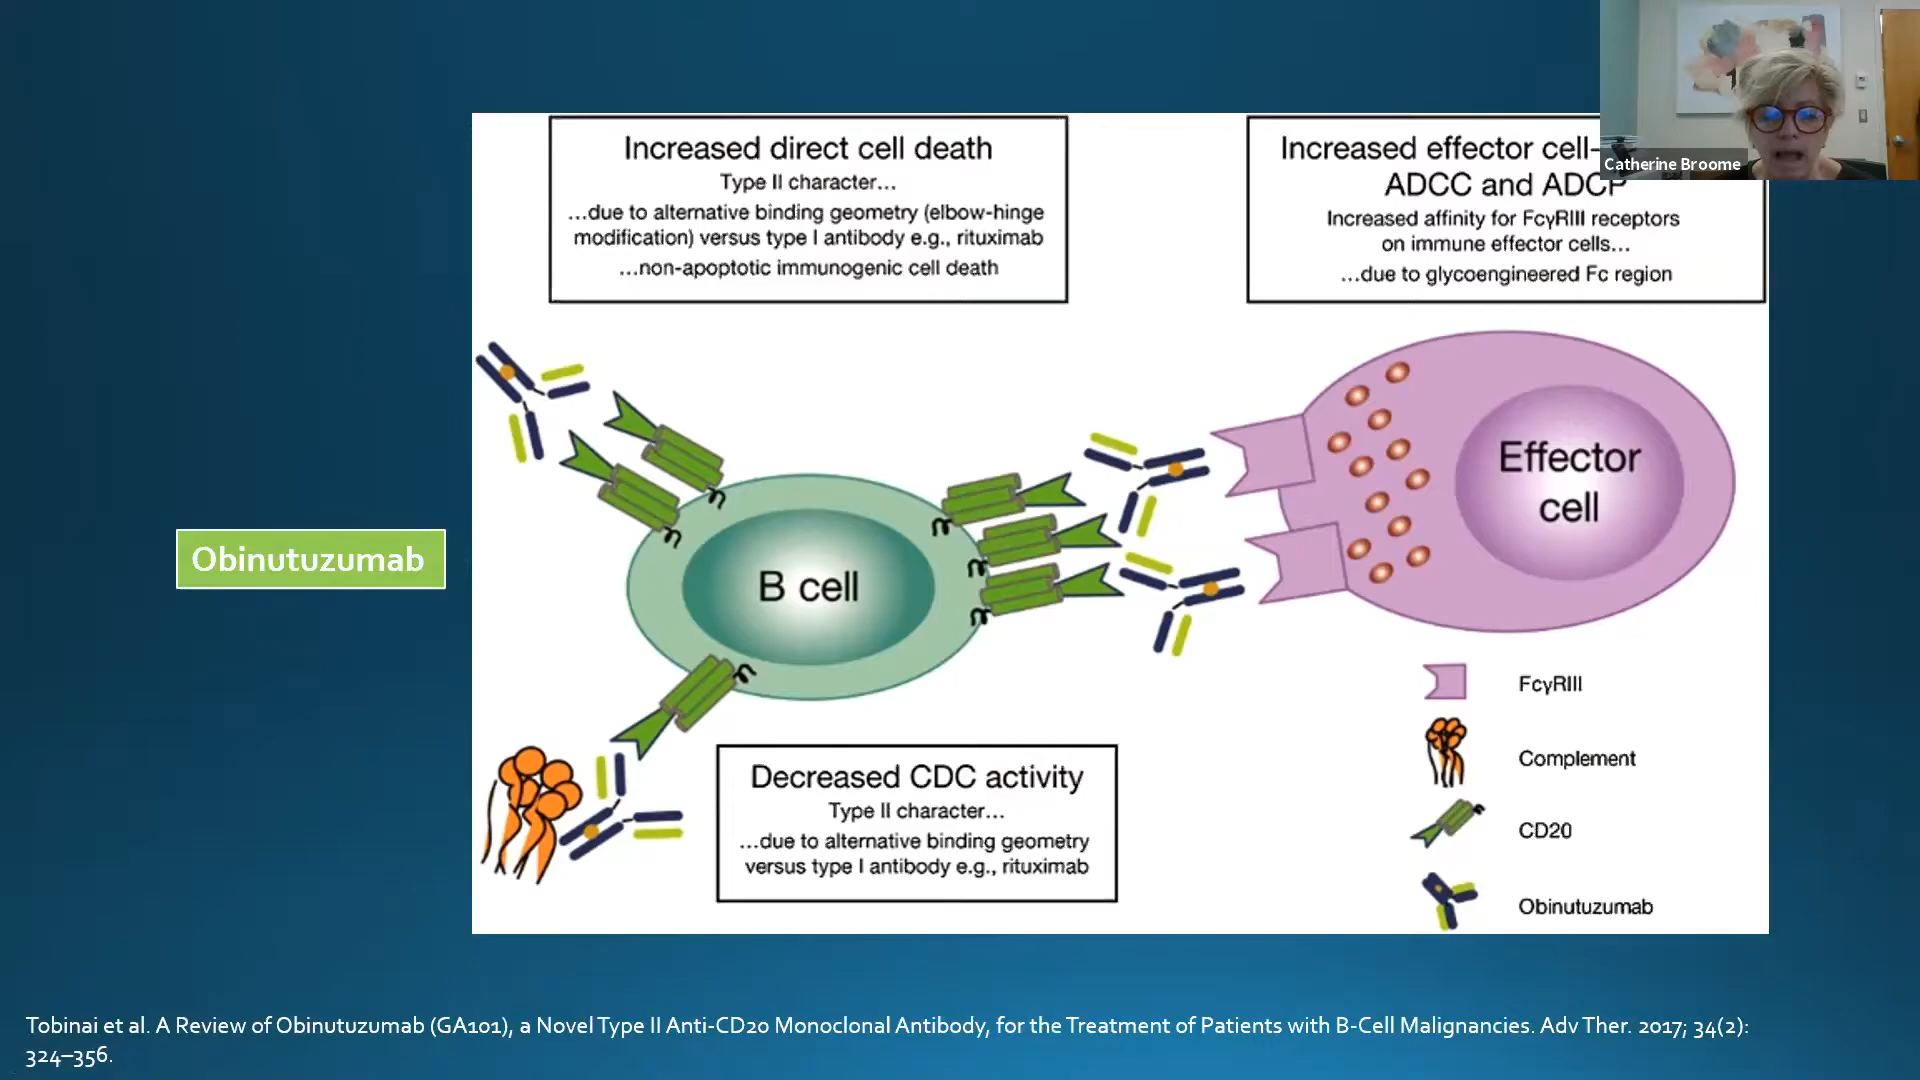 Catherine Broome
Increased direct cell death
Type II character...
...due to alternative binding geometry (elbow-hinge
modification) versus type I antibody e.g., rituximab
...non-apoptotic immunogenic cell death
Increased effector cell-
ADCC and ADCP
Increased affinity for FcγRIII receptors
on immune effector cells...
...due to glycoengineered Fc region
Effector
cell
B cell
Obinutuzumab
Decreased CDC activity
Type II character...
...due to alternative binding geometry
versus type I antibody e.g., rituximab
FcγRIII
Complement
CD20
Obinutuzumab
Tobinai et al. A Review of Obinutuzumab (GA101), a Novel Type II Anti-CD20 Monoclonal Antibody, for the Treatment of Patients with B-Cell Malignancies. Adv Ther. 2017; 34(2):
324–356.